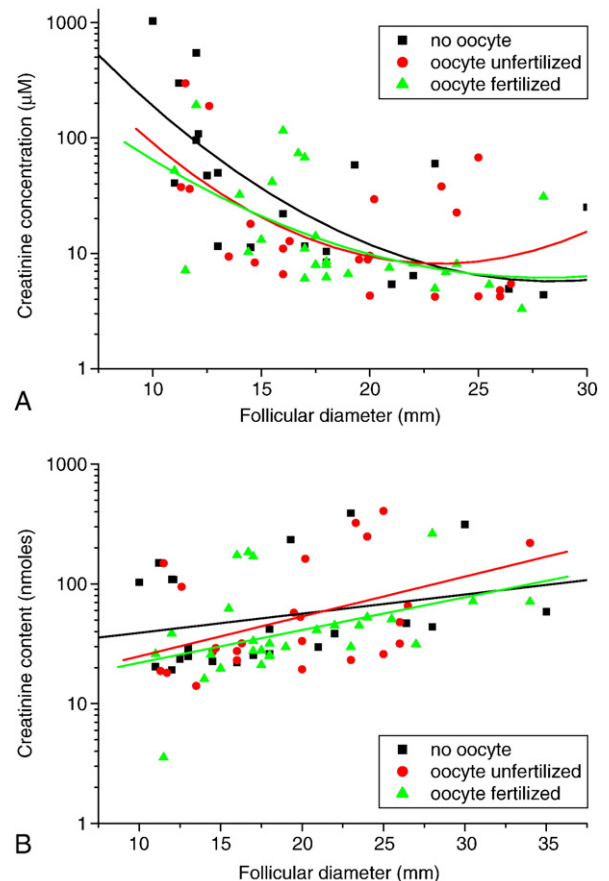 1000
100
10
1
Creatinine concentration (μM)
no oocyte
oocyte unfertilized
oocyte fertilized
10 15 20 25 30
Follicular diameter (mm)
A
1000
100
10
1
Creatinine content (nmoles)
no oocyte
oocyte unfertilized
oocyte fertilized
10 15 20 25 30 35
Follicular diameter (mm)
B